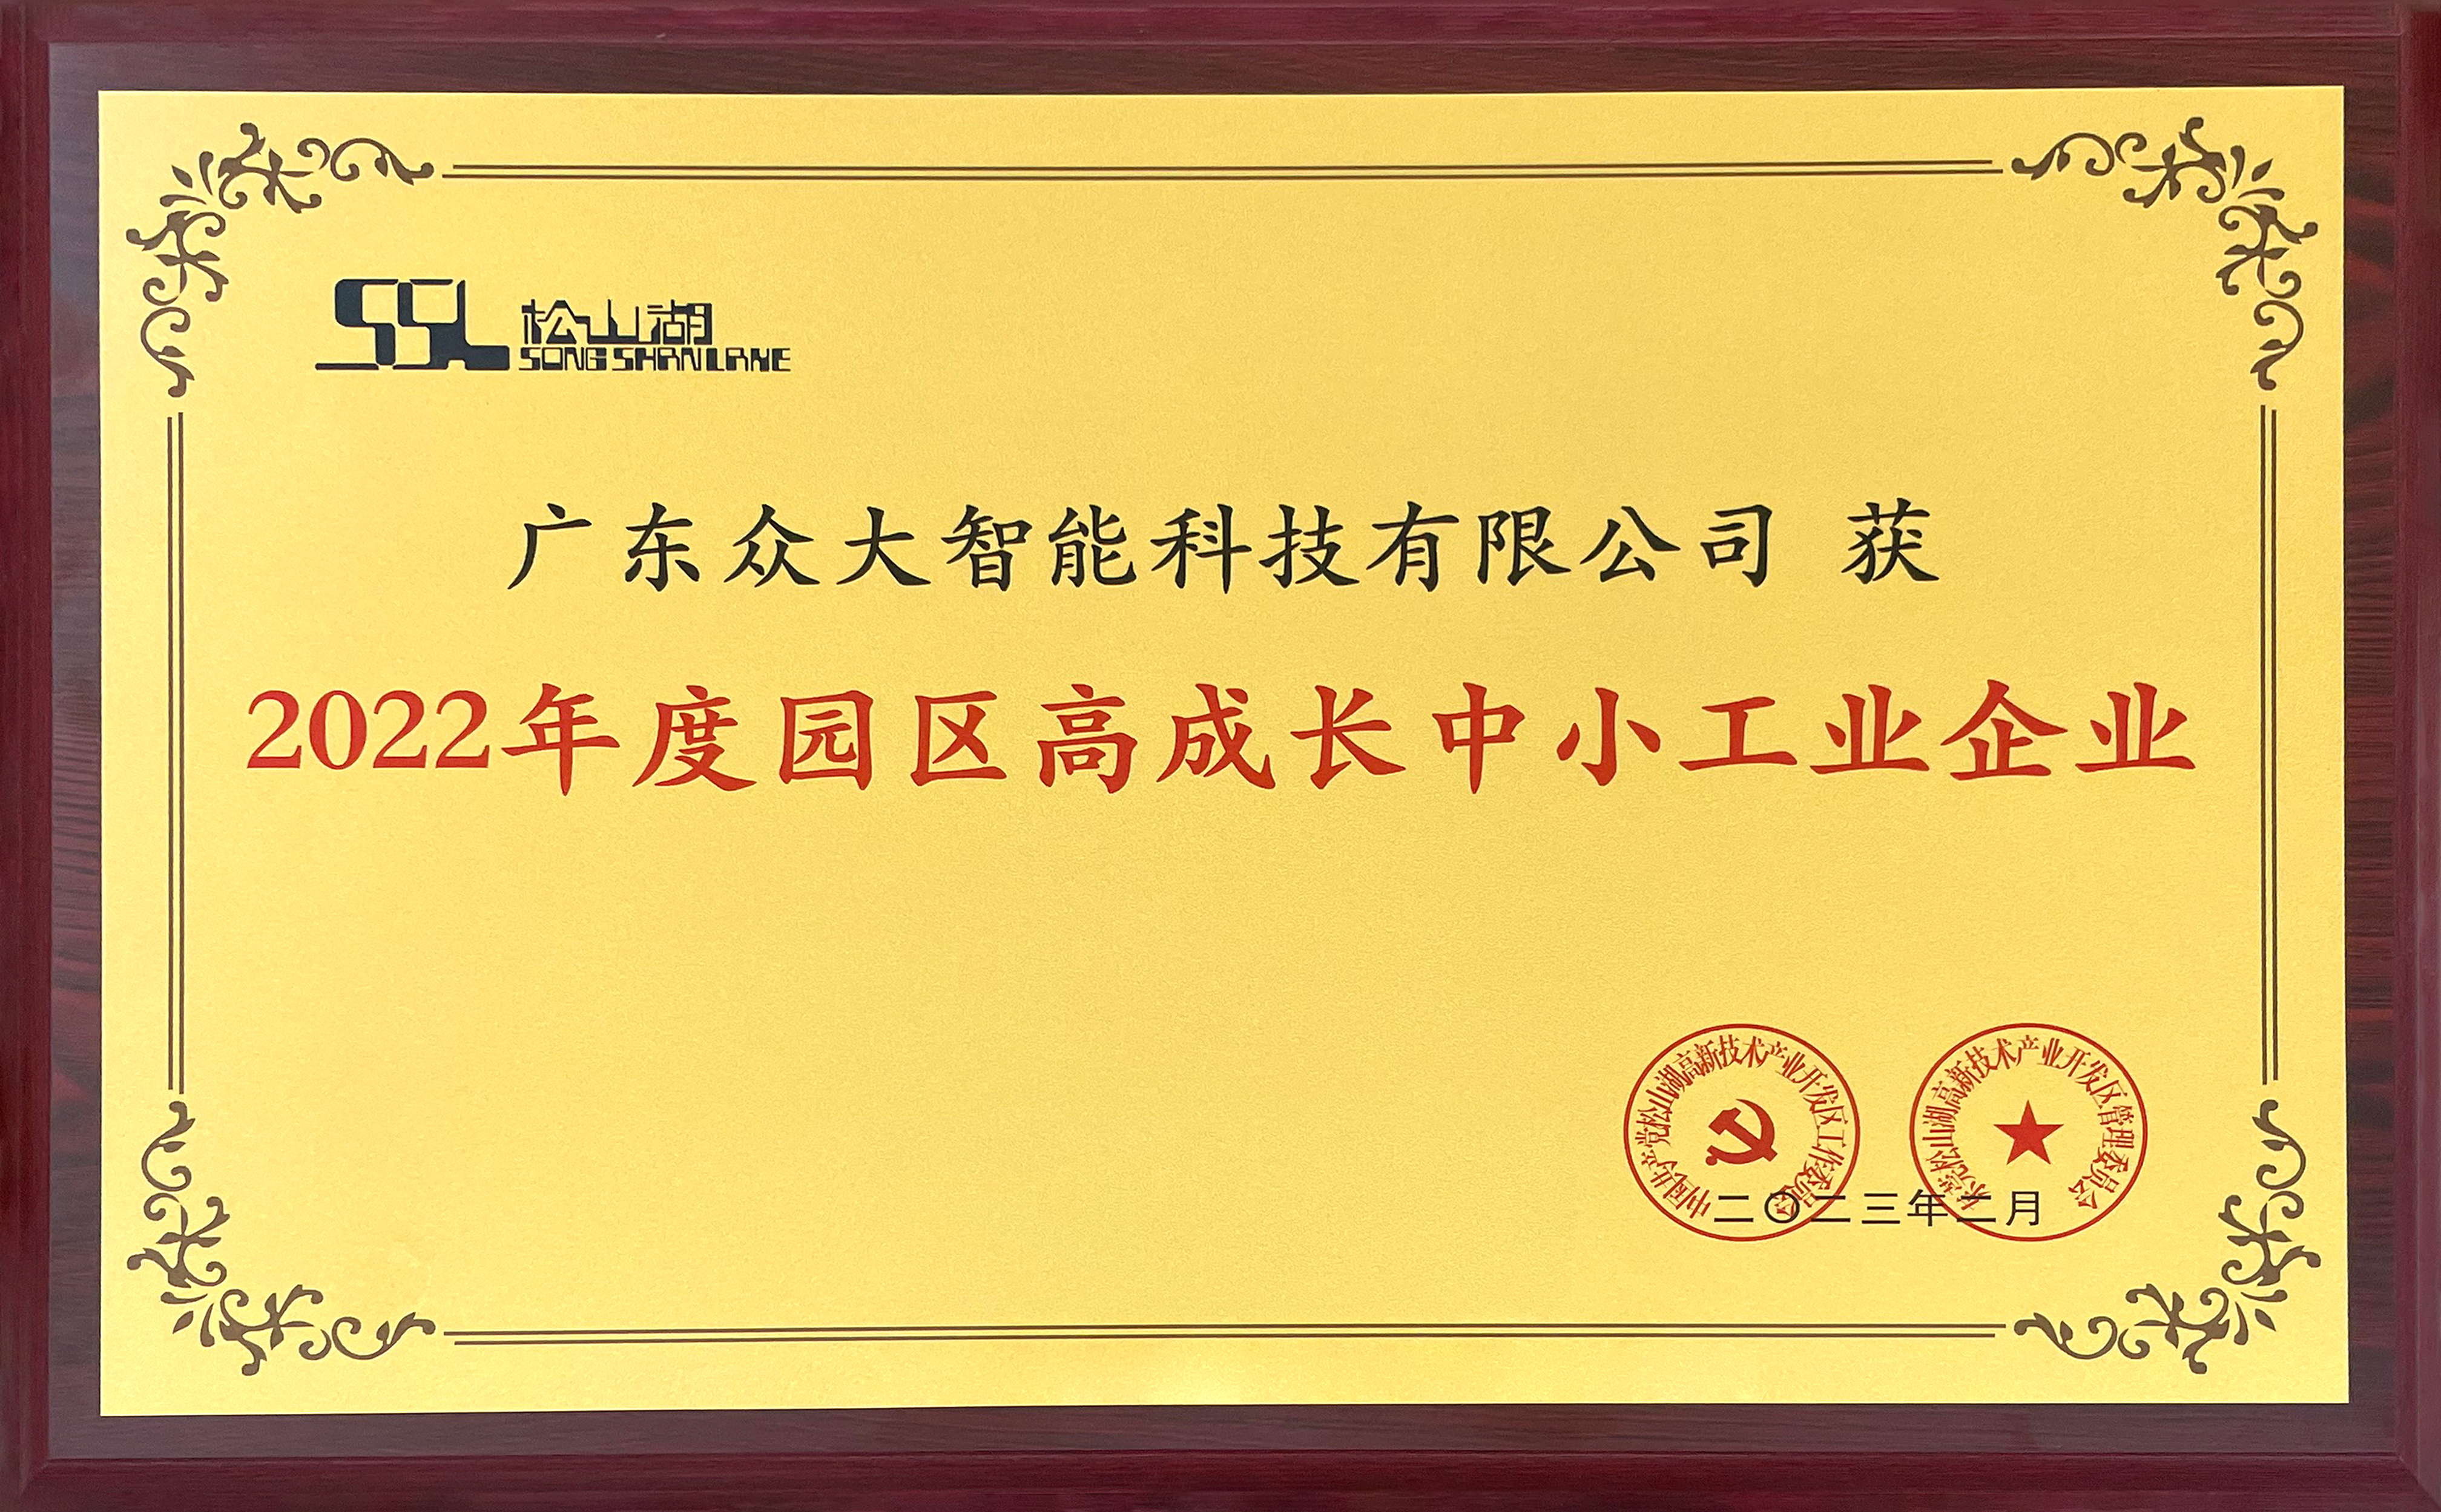 SSL 松山湖
SONG SHAN LAKE
广东众大智能科技有限公司 获
2022年度园区高成长中小工业企业
中国共产党松山湖高新技术产业开发区工作委员会
东莞松山湖高新技术产业开发区管理委员会
二〇二三年二月